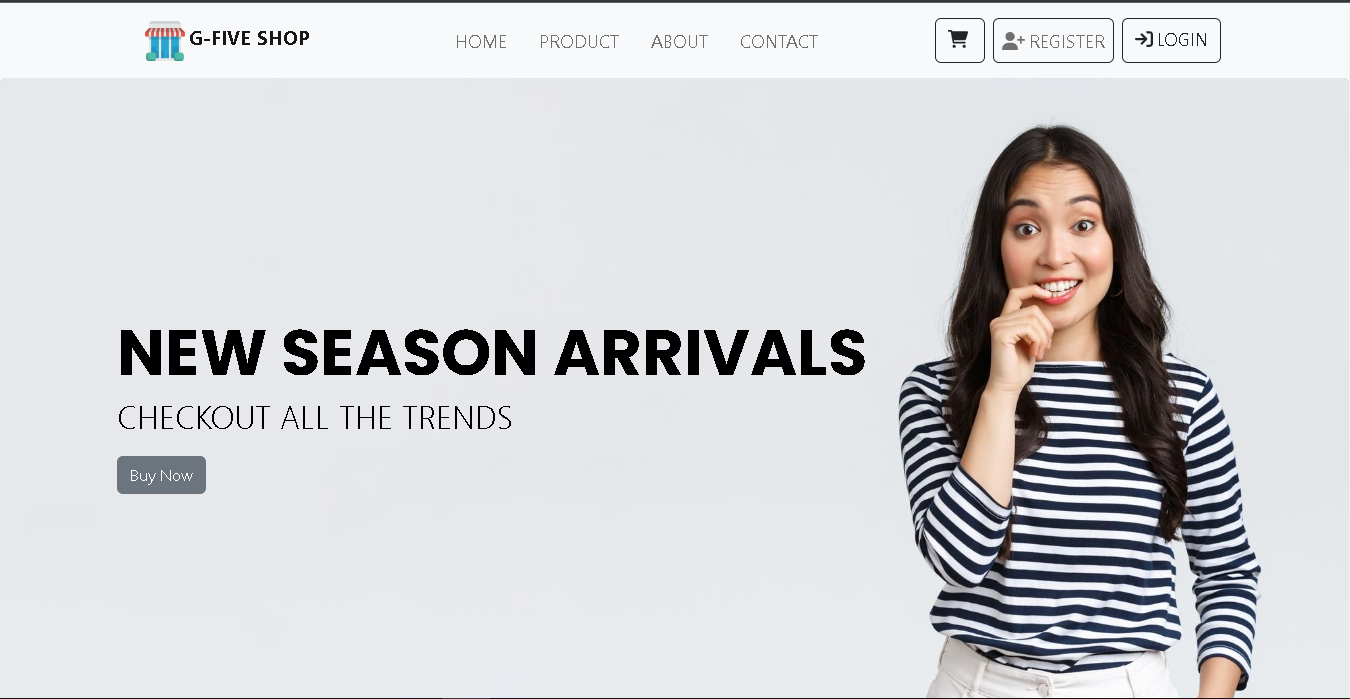 G-FIVE SHOP
HOME PRODUCT ABOUT CONTACT
REGISTER LOGIN
NEW SEASON ARRIVALS
CHECKOUT ALL THE TRENDS
Buy Now